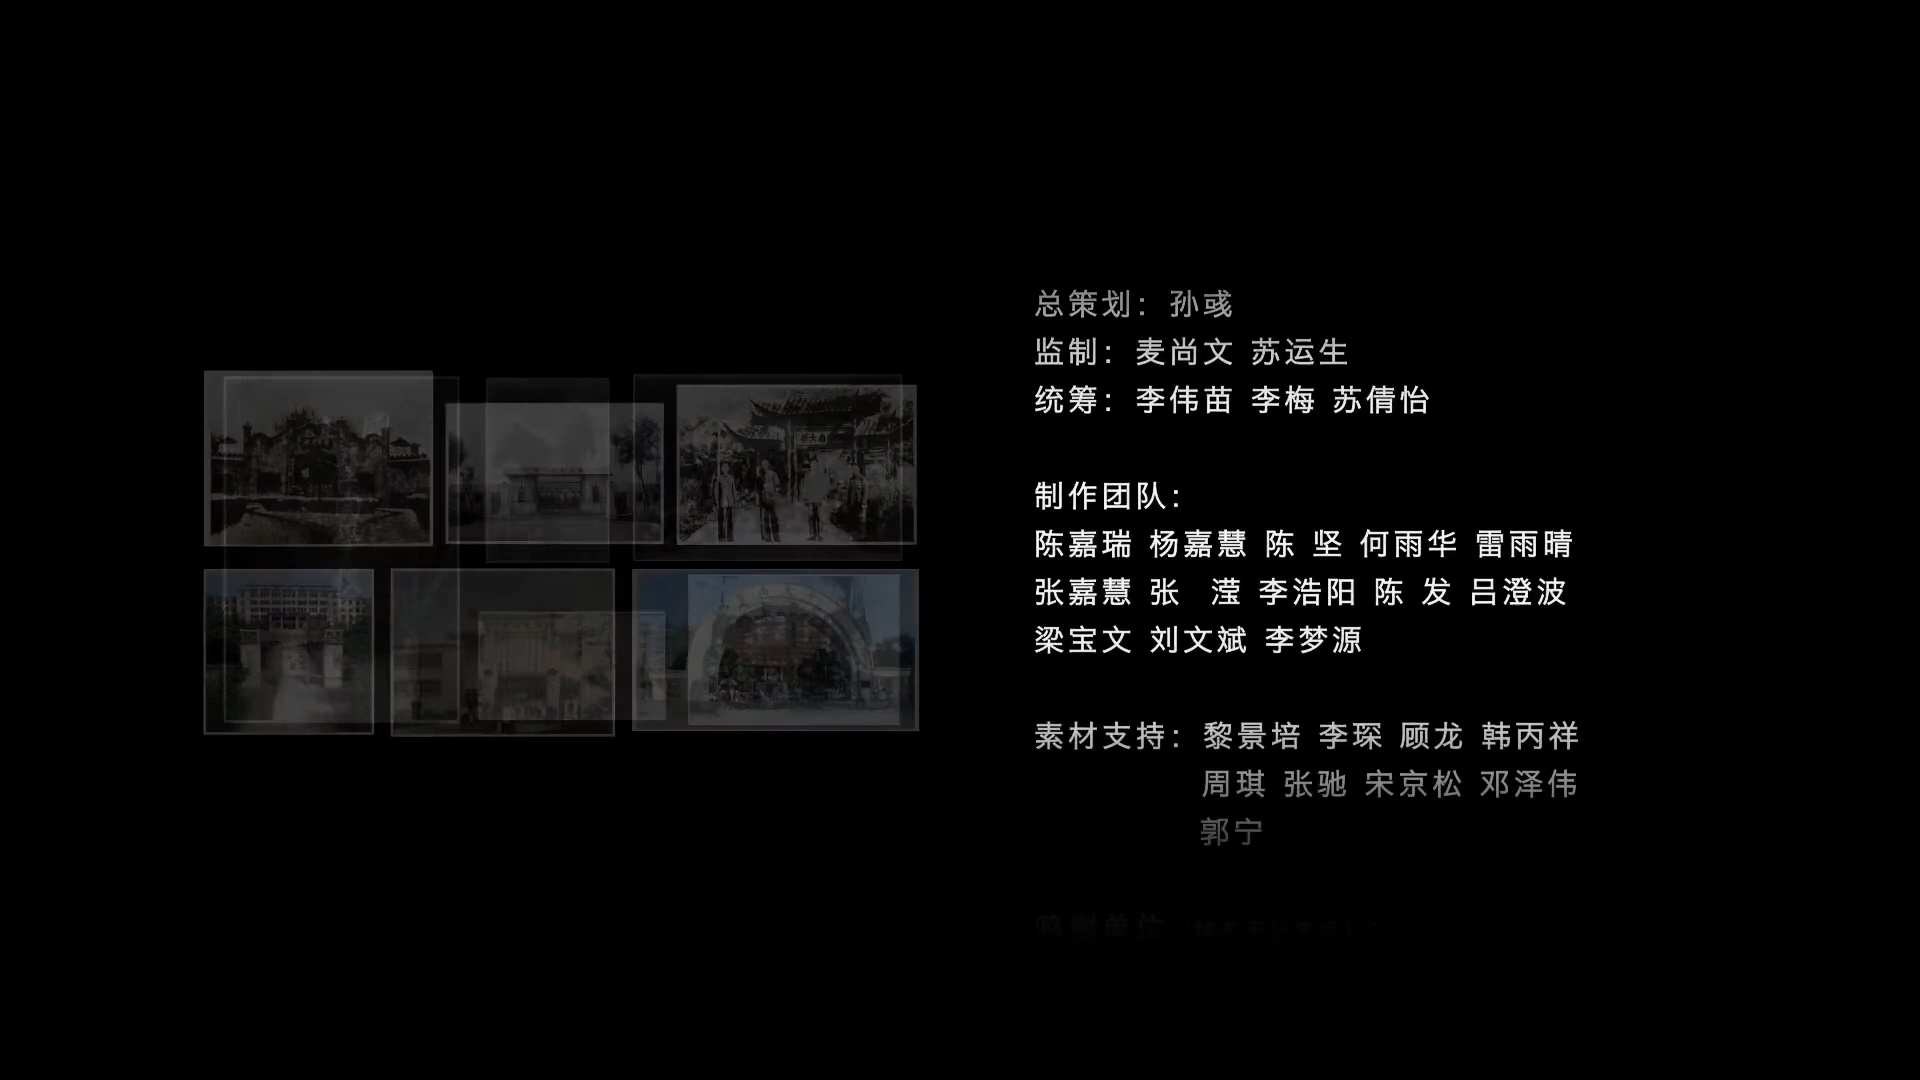 总策划：孙彧
监制：麦尚文 苏运生
统筹：李伟苗 李梅 苏倩怡
制作团队：
陈嘉瑞 杨嘉慧 陈 坚 何雨华 雷雨晴
张嘉慧 张 滢 李浩阳 陈 发 吕澄波
梁宝文 刘文斌 李梦源
素材支持：黎景培 李琛 顾龙 韩丙祥
周琪 张驰 宋京松 邓泽伟
郭宁